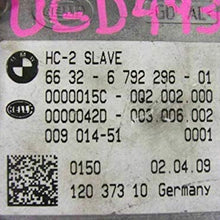 UGD493
HC-2 SLAVE
66 32 - 6 792 296 - 01
0000015C - 002.002.000
0000042D - 003.006.002
009 014-51 0001
0150 02.04.09
120 373 10 Germany